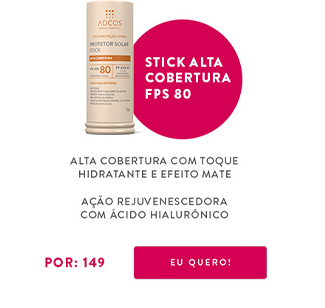 ADCOS
PROTETOR SOLAR
STICK
80
STICK ALTA
COBERTURA
FPS 80
ALTA COBERTURA COM TOQUE
HIDRATANTE E EFEITO MATE
AÇÃO REJUVENESCEDORA
COM ÁCIDO HIALURÔNICO
POR: 149
EU QUERO!